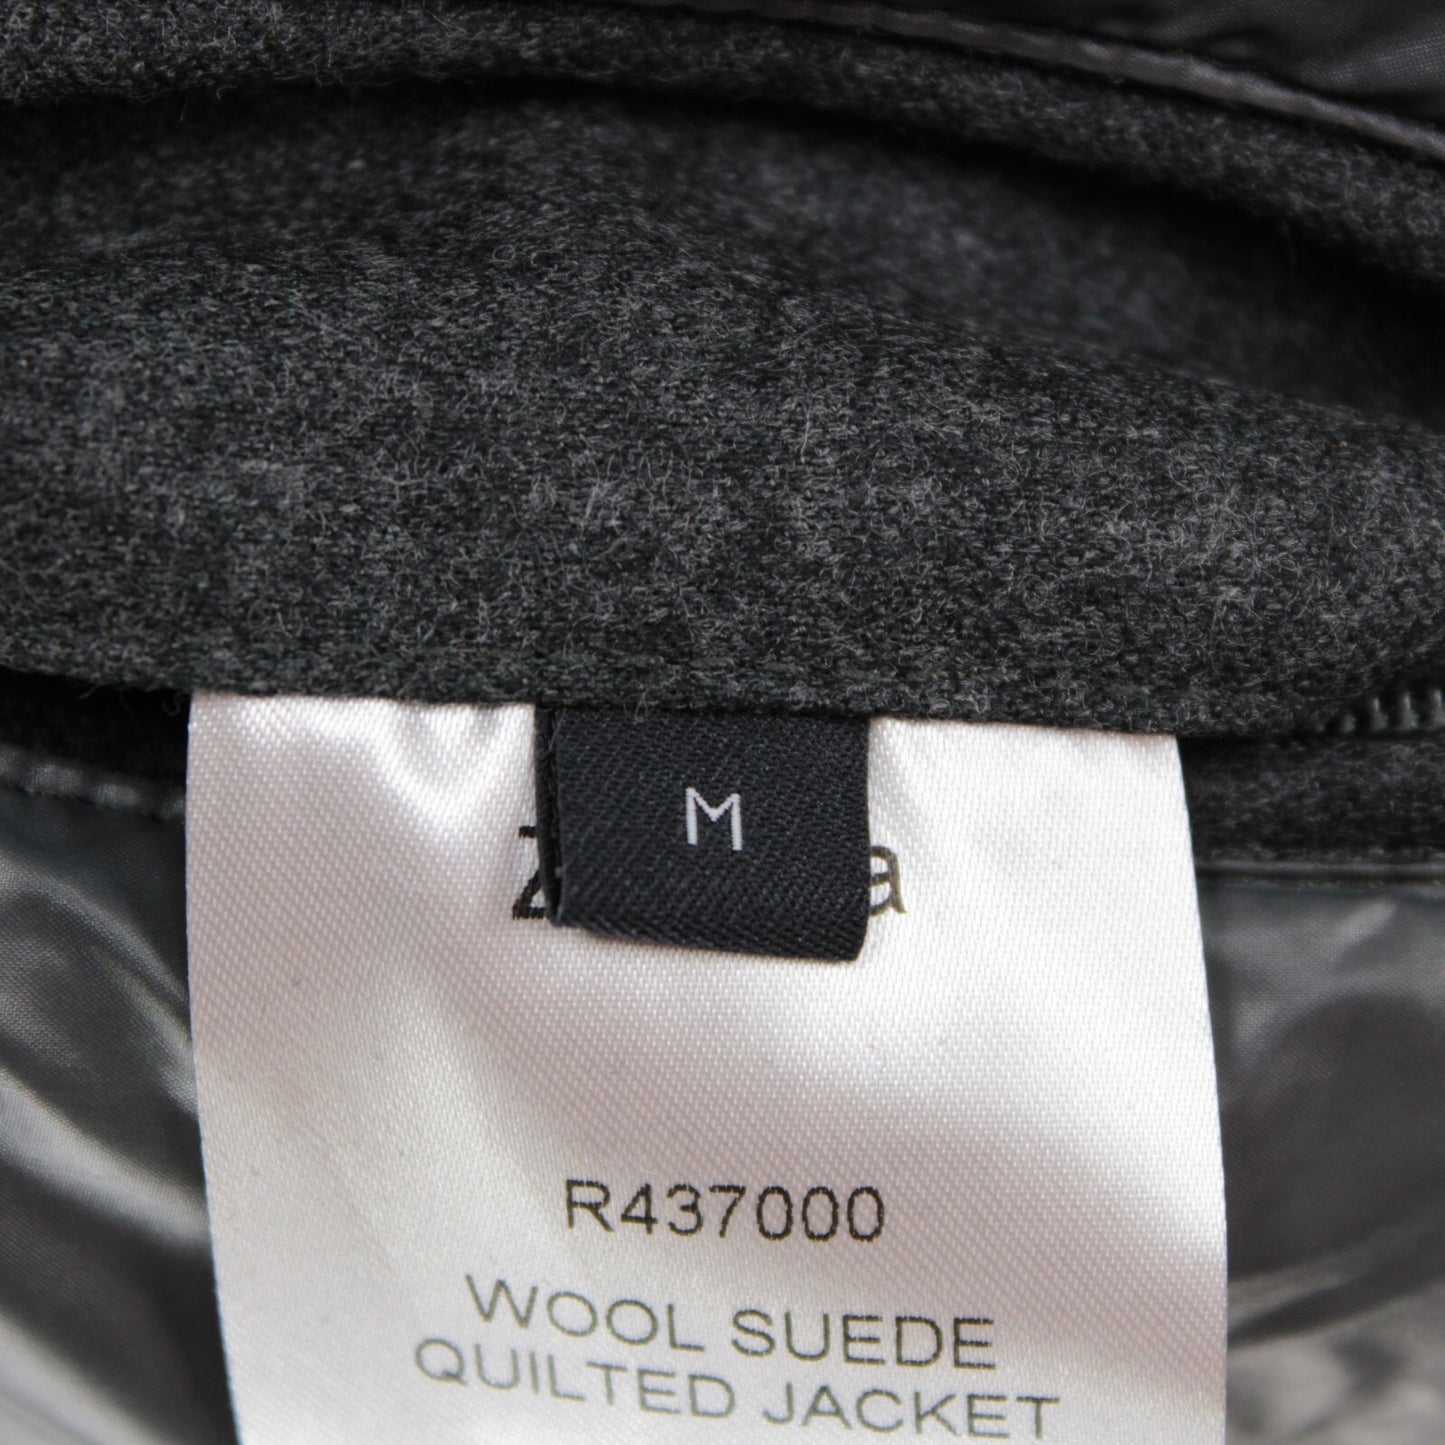 M
R437000
WOOL SUEDE
QUILTED JACKET